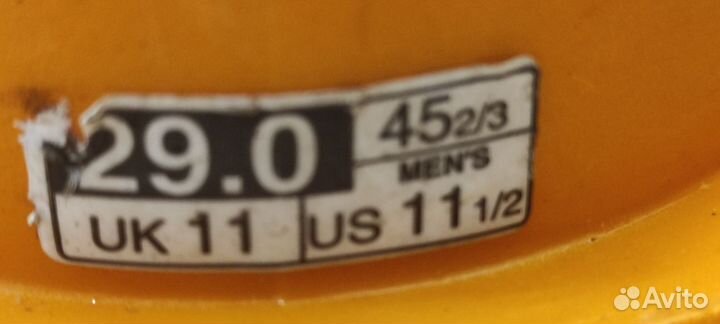 29.0
45 2/3
MEN'S
UK 11
US 11 1/2
Avito